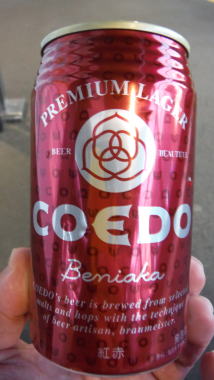 PREMIUM LAGER
BEER BEAUTIFUL
COEDO
Beniaka
COEDO's beer is brewed from selected
malts and hops with the technique
of beer artisan, braumeister.
紅赤